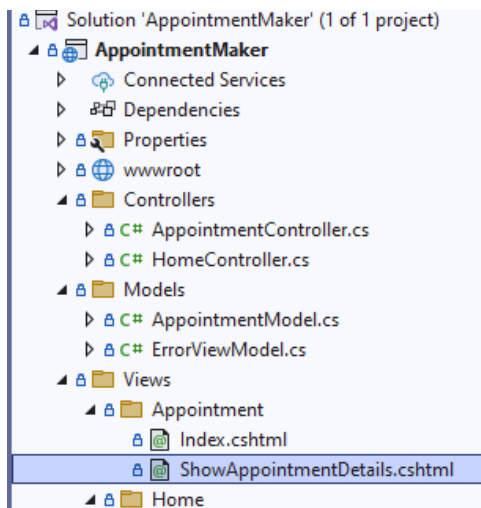 Solution 'AppointmentMaker' (1 of 1 project)
AppointmentMaker
Connected Services
Dependencies
Properties
wwwroot
Controllers
C# AppointmentController.cs
C# HomeController.cs
Models
C# AppointmentModel.cs
C# ErrorViewModel.cs
Views
Appointment
@ Index.cshtml
@ ShowAppointmentDetails.cshtml
Home